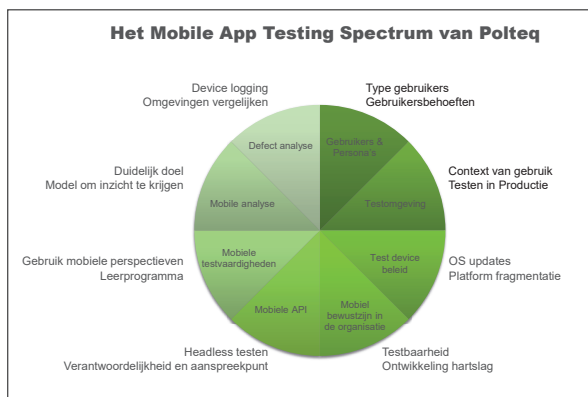 Het Mobile App Testing Spectrum van Polteq
Device logging
Omgevingen vergelijken
Type gebruikers
Gebruikersbehoeften
Defect analyse
Gebruikers &
Persona's
Duidelijk doel
Model om inzicht te krijgen
Context van gebruik
Testen in Productie
Mobile analyse
Testomgeving
Gebruik mobiele perspectieven
Leerprogramma
Mobiele
testvaardigheden
Test device
beleid
OS updates
Platform fragmentatie
Mobiele API
Mobiel
bewustzijn in
de organisatie
Headless testen
Verantwoordelijkheid en aanspreekpunt
Testbaarheid
Ontwikkeling hartslag